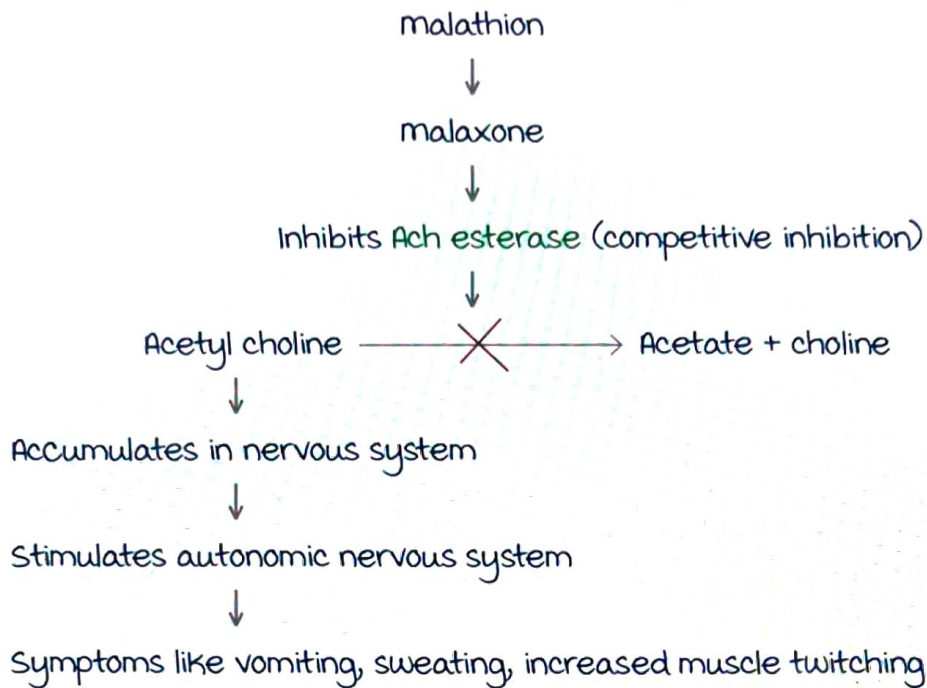 malathion
malaxone
Inhibits Ach esterase (competitive inhibition)
Acetyl choline Acetate + choline
Accumulates in nervous system
Stimulates autonomic nervous system
Symptoms like vomiting, sweating, increased muscle twitching